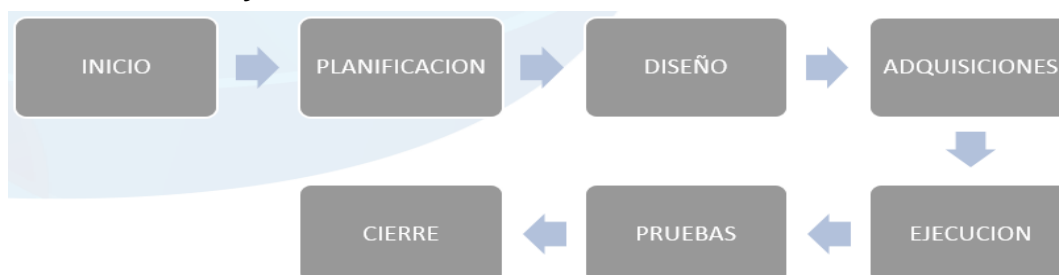 INICIO
PLANIFICACION
DISEÑO
ADQUISICIONES
EJECUCION
PRUEBAS
CIERRE